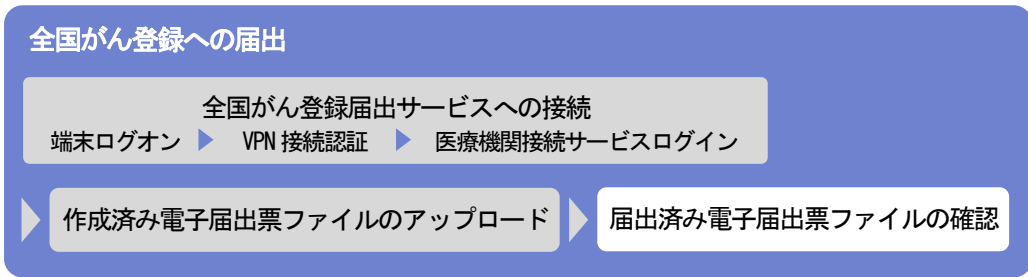 全国がん登録への届出
全国がん登録届出サービスへの接続
端末ログオン ▶ VPN 接続認証 ▶ 医療機関接続サービスログイン
作成済み電子届出票ファイルのアップロード
届出済み電子届出票ファイルの確認